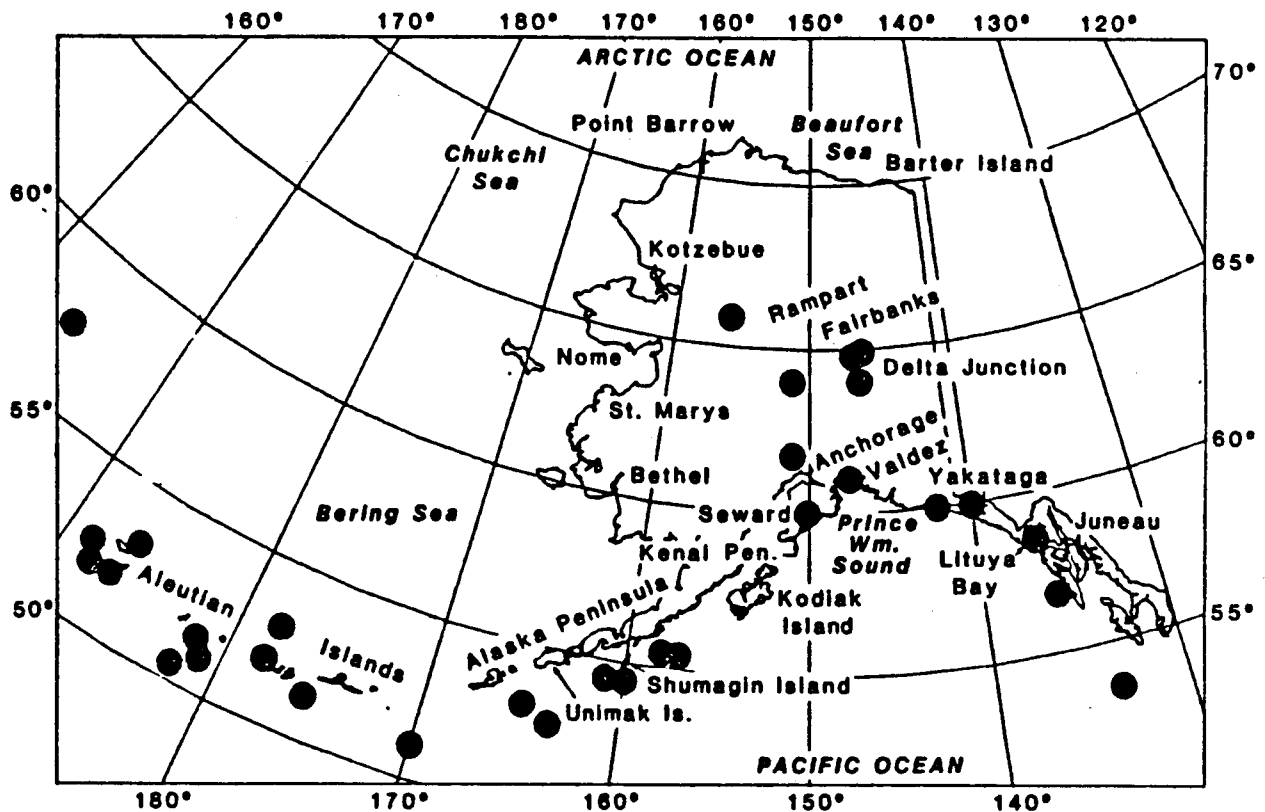 160° 170° 180° 170° 160° 150° 140° 130° 120°
ARCTIC OCEAN
70°
Point Barrow
Beaufort
Sea
Chukchi
Sea
Barter Island
60°
Kotzebue
65°
Rampart
Fairbanks
Nome
Delta Junction
St. Marys
55°
Anchorage
Valdez
60°
Bethel
Yakataga
Bering Sea
Seward
Prince
Wm.
Sound
Juneau
Kenai Pen.
Lituya
Bay
Aleutian
Islands
50°
Alaska Peninsula
Kodiak
Island
55°
Shumagin Island
Unimak Is.
PACIFIC OCEAN
180° 170° 160° 150° 140°